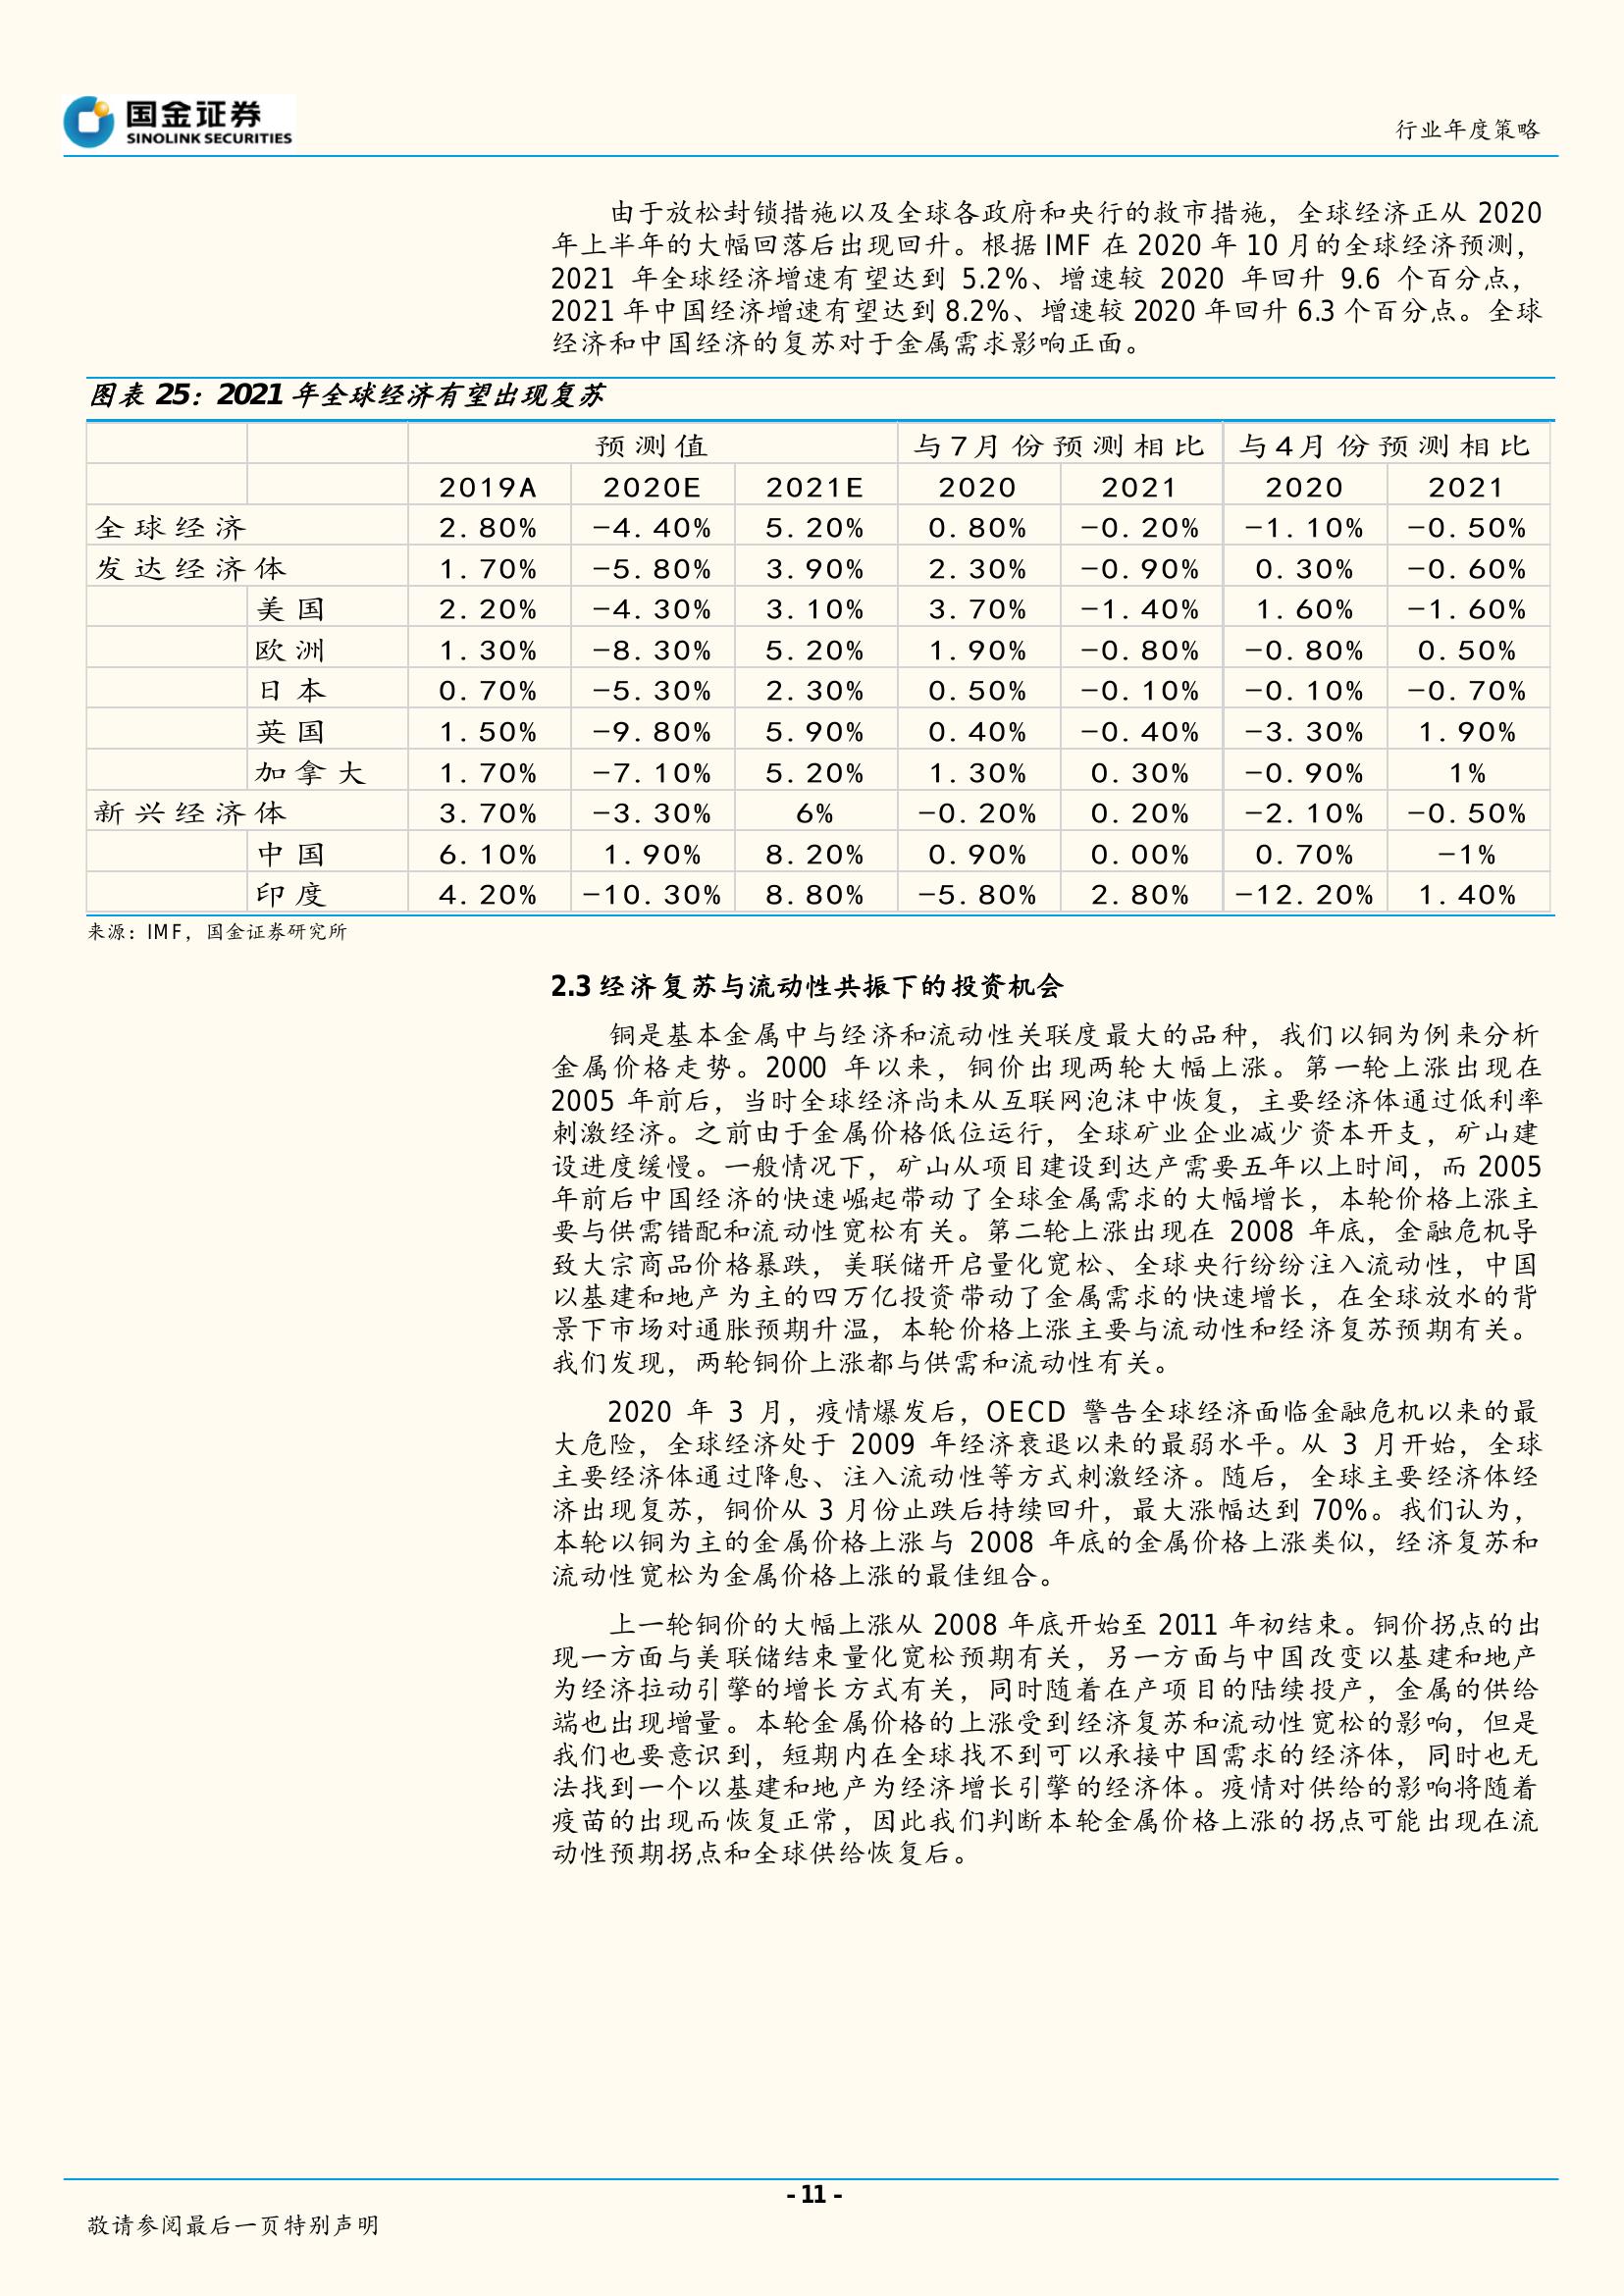 国金证券
SINOLINK SECURITIES
行业年度策略
由于放松封锁措施以及全球各政府和央行的救市措施，全球经济正从 2020
年上半年的大幅回落后出现回升。根据 IMF 在 2020 年 10 月的全球经济预测，
2021 年全球经济增速有望达到 5.2%、增速较 2020 年回升 9.6 个百分点，
2021 年中国经济增速有望达到 8.2%、增速较 2020 年回升 6.3 个百分点。全球
经济和中国经济的复苏对于金属需求影响正面。
图表 25：2021 年全球经济有望出现复苏
预测值 与7月份预测相比 与4月份预测相比
2019A 2020E 2021E 2020 2021 2020 2021
全球经济 2.80% -4.40% 5.20% 0.80% -0.20% -1.10% -0.50%
发达经济体 1.70% -5.80% 3.90% 2.30% -0.90% 0.30% -0.60%
美国 2.20% -4.30% 3.10% 3.70% -1.40% 1.60% -1.60%
欧洲 1.30% -8.30% 5.20% 1.90% -0.80% -0.80% 0.50%
日本 0.70% -5.30% 2.30% 0.50% -0.10% -0.10% -0.70%
英国 1.50% -9.80% 5.90% 0.40% -0.40% -3.30% 1.90%
加拿大 1.70% -7.10% 5.20% 1.30% 0.30% -0.90% 1%
新兴经济体 3.70% -3.30% 6% -0.20% 0.20% -2.10% -0.50%
中国 6.10% 1.90% 8.20% 0.90% 0.00% 0.70% -1%
印度 4.20% -10.30% 8.80% -5.80% 2.80% -12.20% 1.40%
来源：IMF，国金证券研究所
2.3 经济复苏与流动性共振下的投资机会
铜是基本金属中与经济和流动性关联度最大的品种，我们以铜为例来分析
金属价格走势。2000 年以来，铜价出现两轮大幅上涨。第一轮上涨出现在
2005 年前后，当时全球经济尚未从互联网泡沫中恢复，主要经济体通过低利率
刺激经济。之前由于金属价格低位运行，全球矿业企业减少资本开支，矿山建
设进度缓慢。一般情况下，矿山从项目建设到达产需要五年以上时间，而 2005
年前后中国经济的快速崛起带动了全球金属需求的大幅增长，本轮价格上涨主
要与供需错配和流动性宽松有关。第二轮上涨出现在 2008 年底，金融危机导
致大宗商品价格暴跌，美联储开启量化宽松、全球央行纷纷注入流动性，中国
以基建和地产为主的四万亿投资带动了金属需求的快速增长，在全球放水的背
景下市场对通胀预期升温，本轮价格上涨主要与流动性和经济复苏预期有关。
我们发现，两轮铜价上涨都与供需和流动性有关。
2020 年 3 月，疫情爆发后，OECD 警告全球经济面临金融危机以来的最
大危险，全球经济处于 2009 年经济衰退以来的最弱水平。从 3 月开始，全球
主要经济体通过降息、注入流动性等方式刺激经济。随后，全球主要经济体经
济出现复苏，铜价从 3 月份止跌后持续回升，最大涨幅达到 70%。我们认为，
本轮以铜为主的金属价格上涨与 2008 年底的金属价格上涨类似，经济复苏和
流动性宽松为金属价格上涨的最佳组合。
上一轮铜价的大幅上涨从 2008 年底开始至 2011 年初结束。铜价拐点的出
现一方面与美联储结束量化宽松预期有关，另一方面与中国改变以基建和地产
为经济拉动引擎的增长方式有关，同时随着在产项目的陆续投产，金属的供给
端也出现增量。本轮金属价格的上涨受到经济复苏和流动性宽松的影响，但是
我们也要意识到，短期内在全球找不到可以承接中国需求的经济体，同时也无
法找到一个以基建和地产为经济增长引擎的经济体。疫情对供给的影响将随着
疫苗的出现而恢复正常，因此我们判断本轮金属价格上涨的拐点可能出现在流
动性预期拐点和全球供给恢复后。
- 11 -
敬请参阅最后一页特别声明